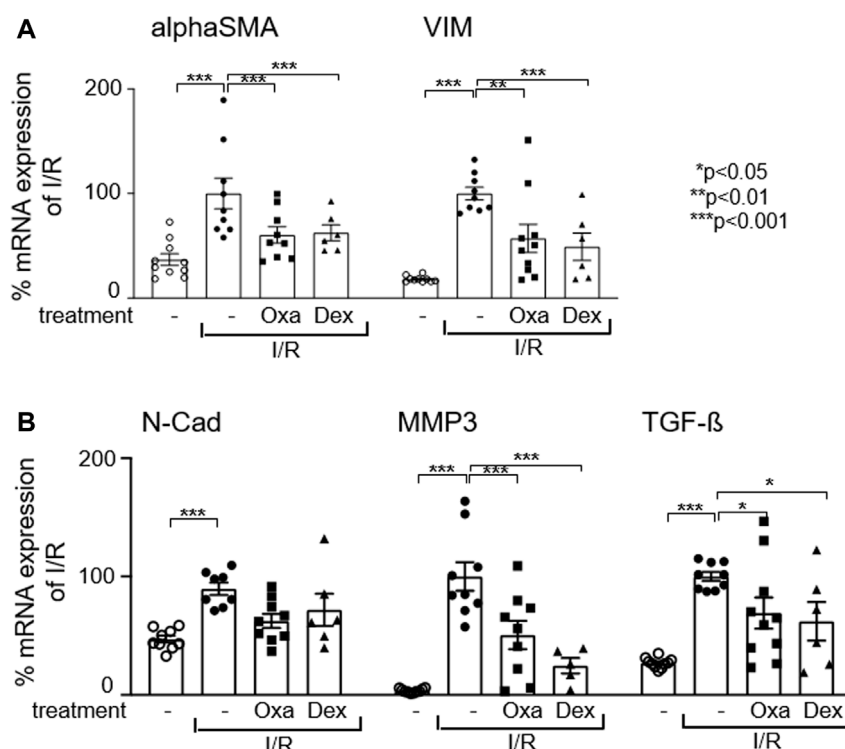 A
alphaSMA VIM
*** *** *** *** ** ***
% mRNA expression
of I/R
200
100
0
*p<0.05
**p<0.01
***p<0.001
treatment - - Oxa Dex - - Oxa Dex
I/R I/R
B
N-Cad MMP3 TGF-ß
*** *** *** *** *** * *
% mRNA expression
of I/R
200
100
0
treatment - - Oxa Dex - - Oxa Dex - - Oxa Dex
I/R I/R I/R